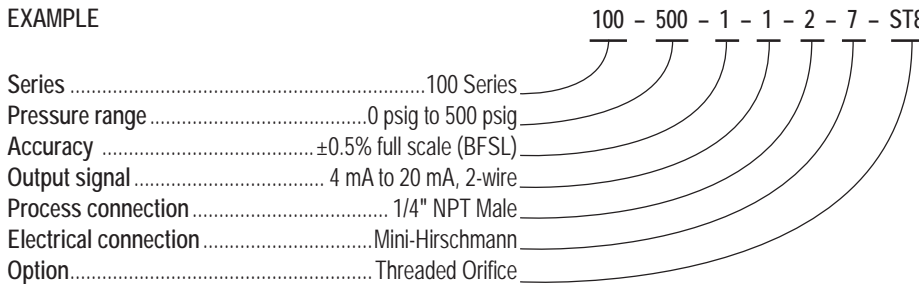 EXAMPLE 100 – 500 – 1 – 1 – 2 – 7 – ST8
Series ........................................................................100 Series
Pressure range ............................................0 psig to 500 psig
Accuracy ...........................................±0.5% full scale (BFSL)
Output signal ...................................... 4 mA to 20 mA, 2-wire
Process connection ....................................... 1/4" NPT Male
Electrical connection ..................................Mini-Hirschmann
Option............................................................. Threaded Orifice